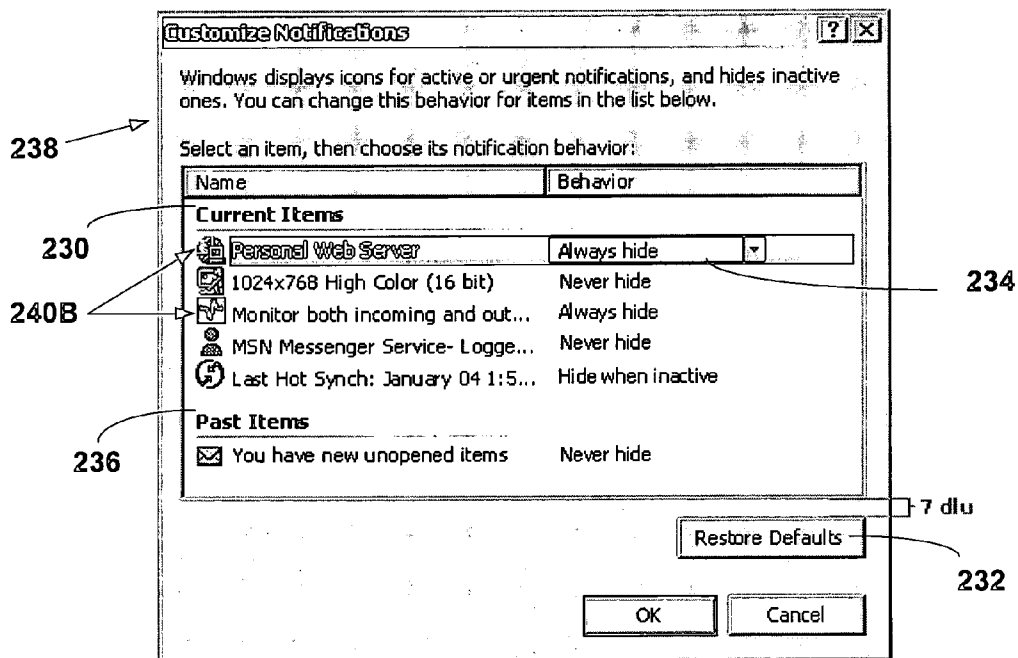 Customize Notifications
? X
Windows displays icons for active or urgent notifications, and hides inactive
ones. You can change this behavior for items in the list below.
238
Select an item, then choose its notification behavior:
Name Behavior
Current Items
230
Personal Web Server Always hide
234
1024x768 High Color (16 bit) Never hide
240B
Monitor both incoming and out... Always hide
MSN Messenger Service- Logge... Never hide
Last Hot Synch: January 04 1:5... Hide when inactive
Past Items
236
You have new unopened items Never hide
7 dlu
Restore Defaults
232
OK Cancel